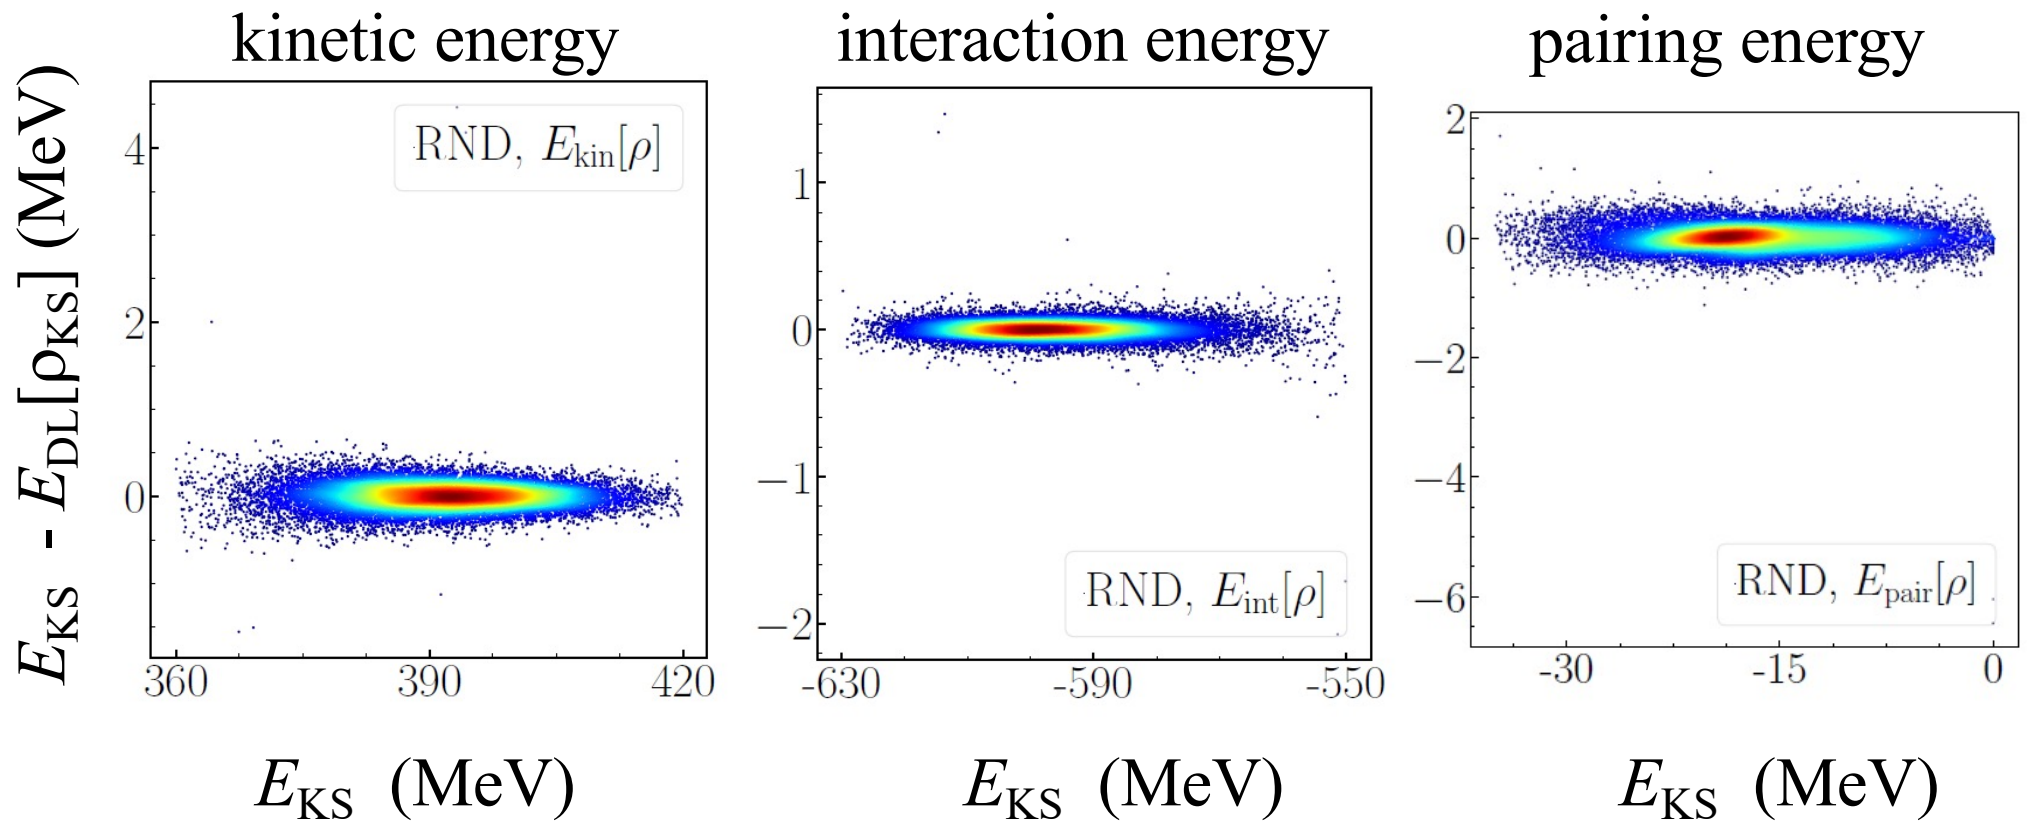 kinetic energy
interaction energy
pairing energy
E_KS - E_DL[ρ_KS] (MeV)
RND, E_kin[ρ]
4
2
0
360
390
420
E_KS (MeV)
RND, E_int[ρ]
1
0
−1
−2
-630
-590
-550
E_KS (MeV)
RND, E_pair[ρ]
2
0
−2
−4
−6
-30
-15
0
E_KS (MeV)